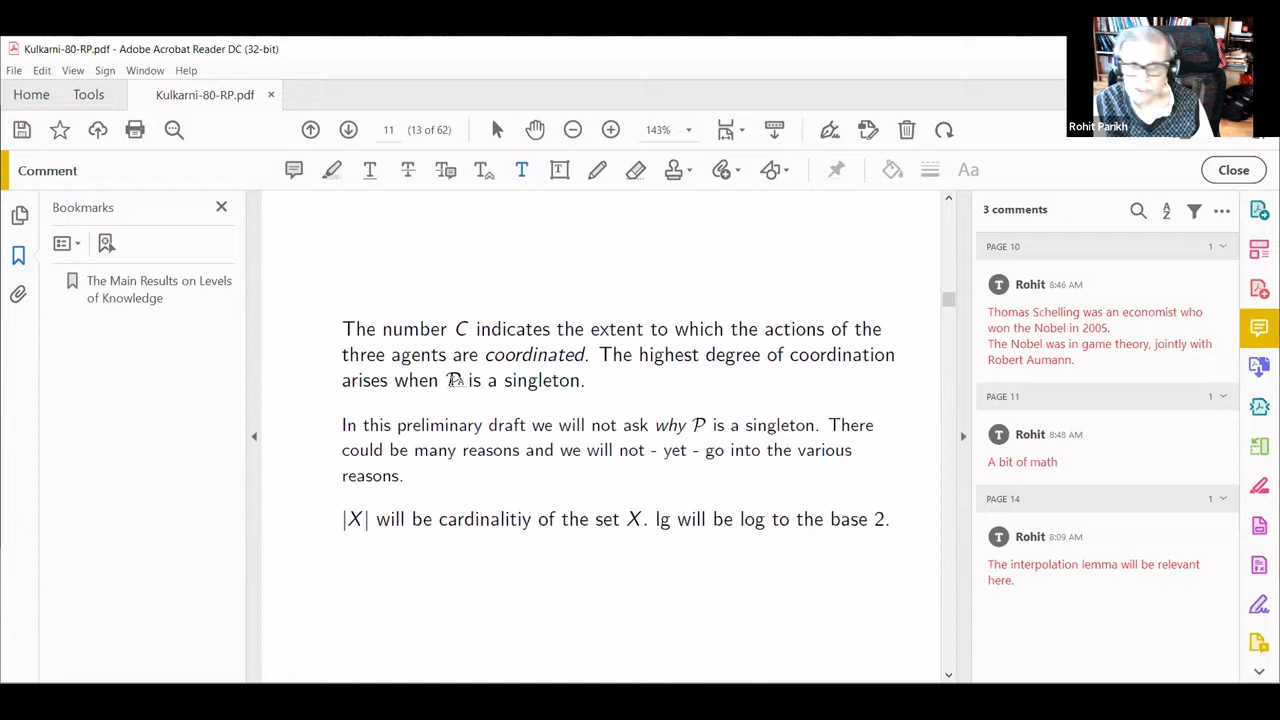 Kulkarni-80-RP.pdf - Adobe Acrobat Reader DC (32-bit)
File Edit View Sign Window Help
Home Tools Kulkarni-80-RP.pdf ×
11 (13 of 62) 143%
Rohit Parikh
Comment Close
Bookmarks
The Main Results on Levels
of Knowledge
The number C indicates the extent to which the actions of the
three agents are coordinated. The highest degree of coordination
arises when 𝒫 is a singleton.
In this preliminary draft we will not ask why 𝒫 is a singleton. There
could be many reasons and we will not - yet - go into the various
reasons.
|X| will be cardinalitiy of the set X. lg will be log to the base 2.
3 comments
PAGE 10 1
Rohit 8:46 AM
Thomas Schelling was an economist who
won the Nobel in 2005.
The Nobel was in game theory, jointly with
Robert Aumann.
PAGE 11 1
Rohit 8:48 AM
A bit of math
PAGE 14 1
Rohit 8:09 AM
The interpolation lemma will be relevant
here.